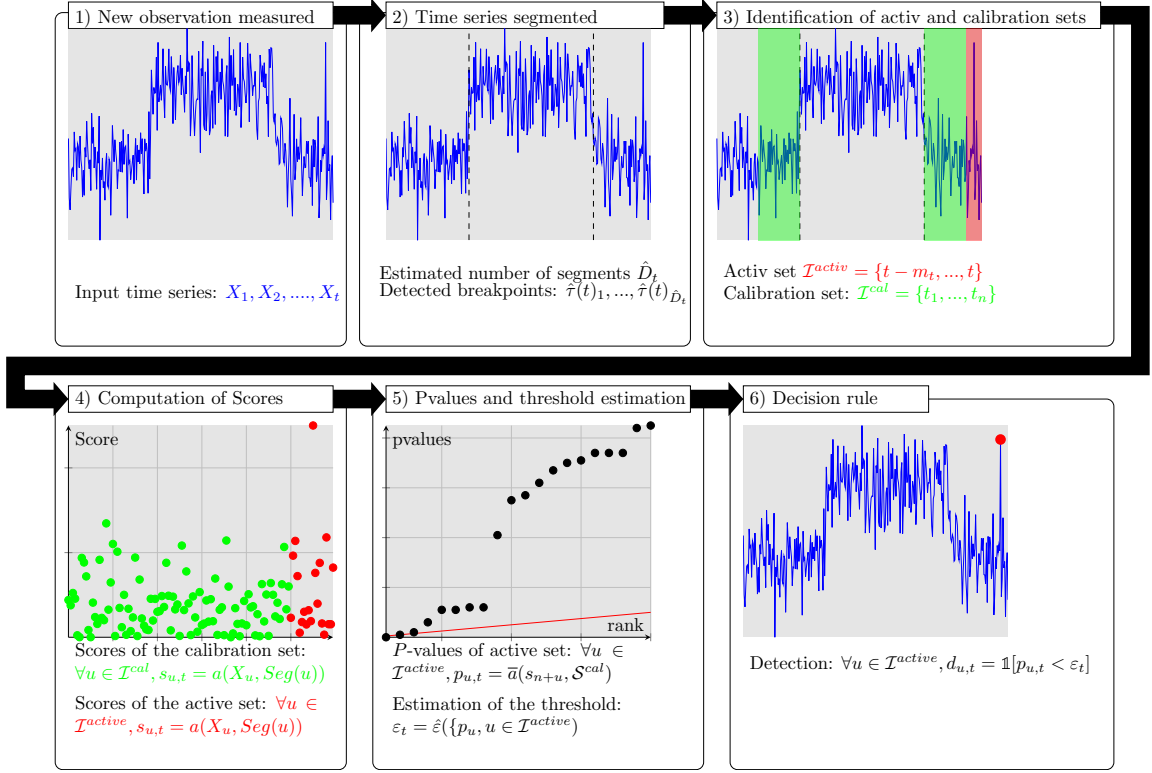 1) New observation measured
2) Time series segmented
3) Identification of activ and calibration sets
Input time series: X_1, X_2, ...., X_t
Estimated number of segments D̂_t
Detected breakpoints: τ̂(t)_1, ..., τ̂(t)_{D̂_t}
Activ set I^{activ} = {t − m_t, ..., t}
Calibration set: I^{cal} = {t_1, ..., t_n}
4) Computation of Scores
5) Pvalues and threshold estimation
6) Decision rule
Score
Scores of the calibration set:
∀u ∈ I^{cal}, s_{u,t} = a(X_u, Seg(u))
Scores of the active set: ∀u ∈
I^{active}, s_{u,t} = a(X_u, Seg(u))
pvalues
rank
P-values of active set: ∀u ∈
I^{active}, p_{u,t} = a̅(s_{n+u}, S^{cal})
Estimation of the threshold:
ε_t = ε̂({p_u, u ∈ I^{active})
Detection: ∀u ∈ I^{active}, d_{u,t} = 𝟙[p_{u,t} < ε_t]